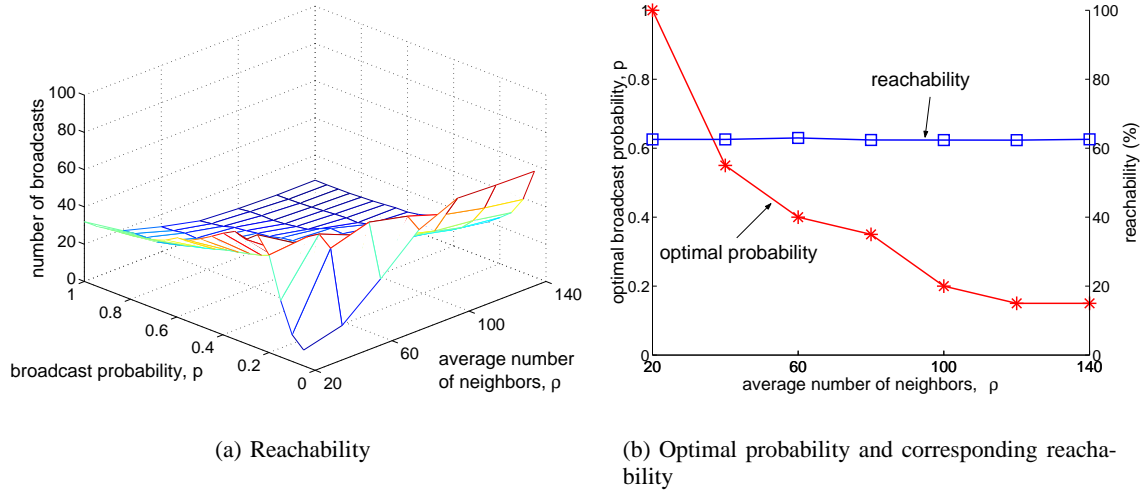 100
80
60
40
20
0
number of broadcasts
1
0.8
0.6
0.4
0.2
0
broadcast probability, p
20
60
100
140
average number
of neighbors, ρ
(a) Reachability
1
0.8
0.6
0.4
0.2
0
optimal broadcast probability, p
20
60
100
140
average number of neighbors, ρ
100
80
60
40
20
0
reachability (%)
reachability
optimal probability
(b) Optimal probability and corresponding reacha-
bility